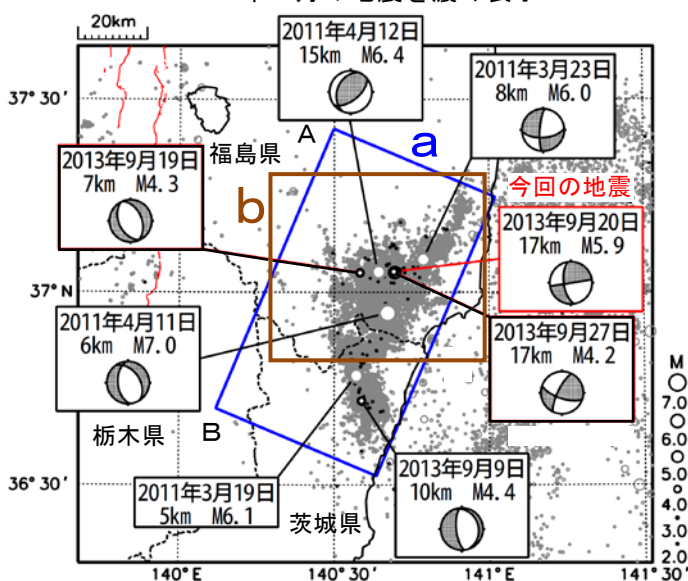 20km
2011年4月12日
15km M6.4
2011年3月23日
8km M6.0
37°30'
A
a
福島県
2013年9月19日
7km M4.3
b
今回の地震
2013年9月20日
17km M5.9
37°N
2011年4月11日
6km M7.0
2013年9月27日
17km M4.2
M
7.0
6.0
5.0
4.0
3.0
2.0
栃木県
B
36°30'
2011年3月19日
5km M6.1
茨城県
2013年9月9日
10km M4.4
140°E
140°30'
141°E
141°30'